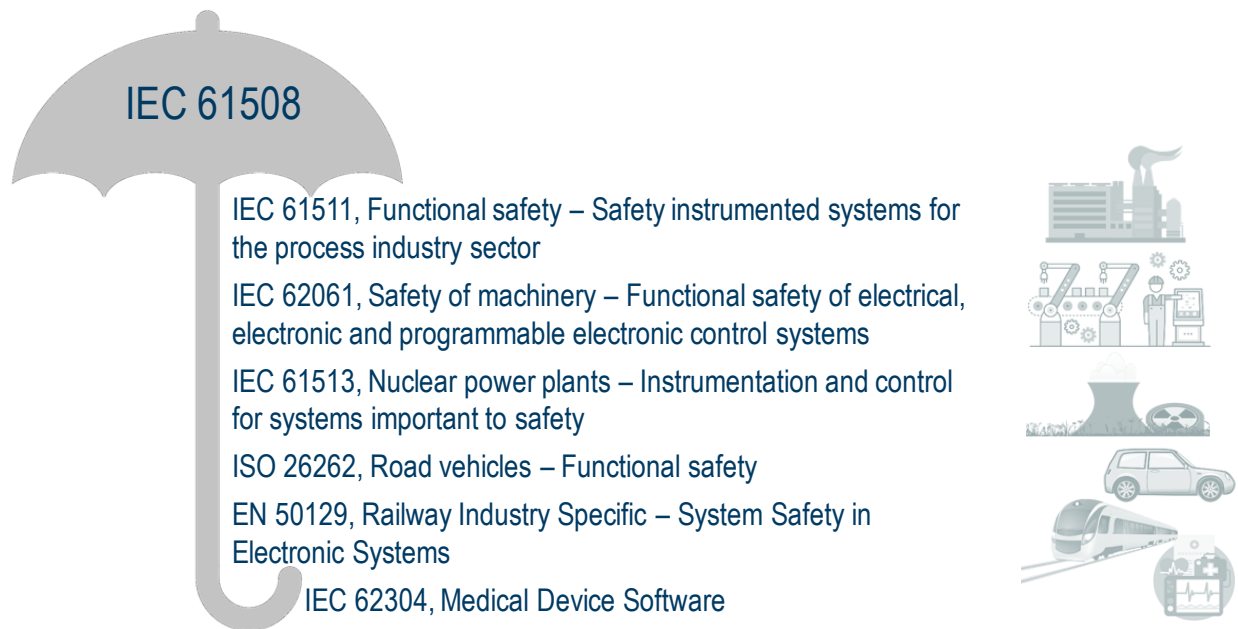 IEC 61508
IEC 61511, Functional safety – Safety instrumented systems for
the process industry sector
IEC 62061, Safety of machinery – Functional safety of electrical,
electronic and programmable electronic control systems
IEC 61513, Nuclear power plants – Instrumentation and control
for systems important to safety
ISO 26262, Road vehicles – Functional safety
EN 50129, Railway Industry Specific – System Safety in
Electronic Systems
IEC 62304, Medical Device Software